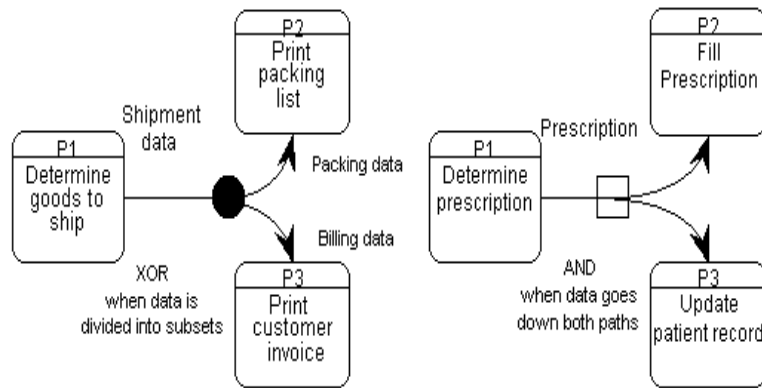 P2
Print
packing
list
Shipment
data
P1
Determine
goods to
ship
Packing data
Billing data
XOR
when data is
divided into subsets
P3
Print
customer
invoice
P2
Fill
Prescription
Prescription
P1
Determine
prescription
AND
when data goes
down both paths
P3
Update
patient record